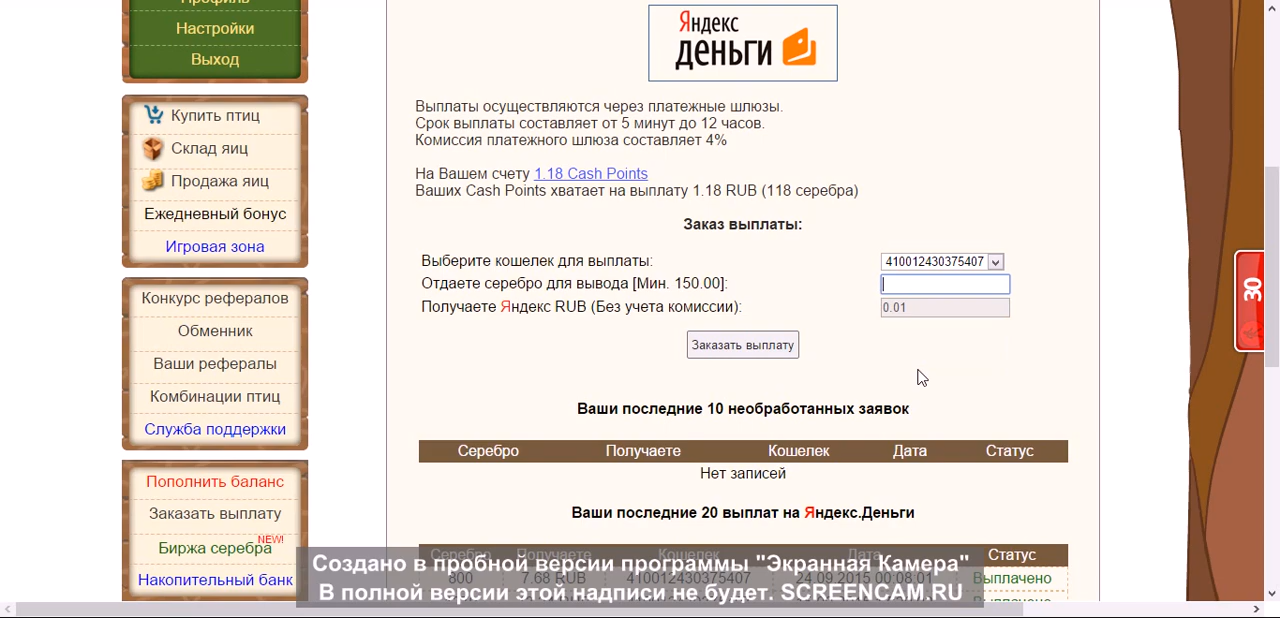 Профиль
Настройки
Выход
Купить птиц
Склад яиц
Продажа яиц
Ежедневный бонус
Игровая зона
Конкурс рефералов
Обменник
Ваши рефералы
Комбинации птиц
Служба поддержки
Пополнить баланс
Заказать выплату
NEW!
Биржа серебра
Накопительный банк
Яндекс
деньги
Выплаты осуществляются через платежные шлюзы.
Срок выплаты составляет от 5 минут до 12 часов.
Комиссия платежного шлюза составляет 4%
На Вашем счету 1.18 Cash Points
Ваших Cash Points хватает на выплату 1.18 RUB (118 серебра)
Заказ выплаты:
Выберите кошелек для выплаты: 410012430375407
Отдаете серебро для вывода [Мин. 150.00]:
Получаете Яндекс RUB (Без учета комиссии): 0.01
Заказать выплату
Ваши последние 10 необработанных заявок
Серебро Получаете Кошелек Дата Статус
Нет записей
Ваши последние 20 выплат на Яндекс.Деньги
Серебро Получаете Кошелек Дата Статус
800 7.68 RUB 410012430375407 24.09.2015 00:08:01 Выплачено
Создано в пробной версии программы "Экранная Камера"
В полной версии этой надписи не будет. SCREENCAM.RU
30